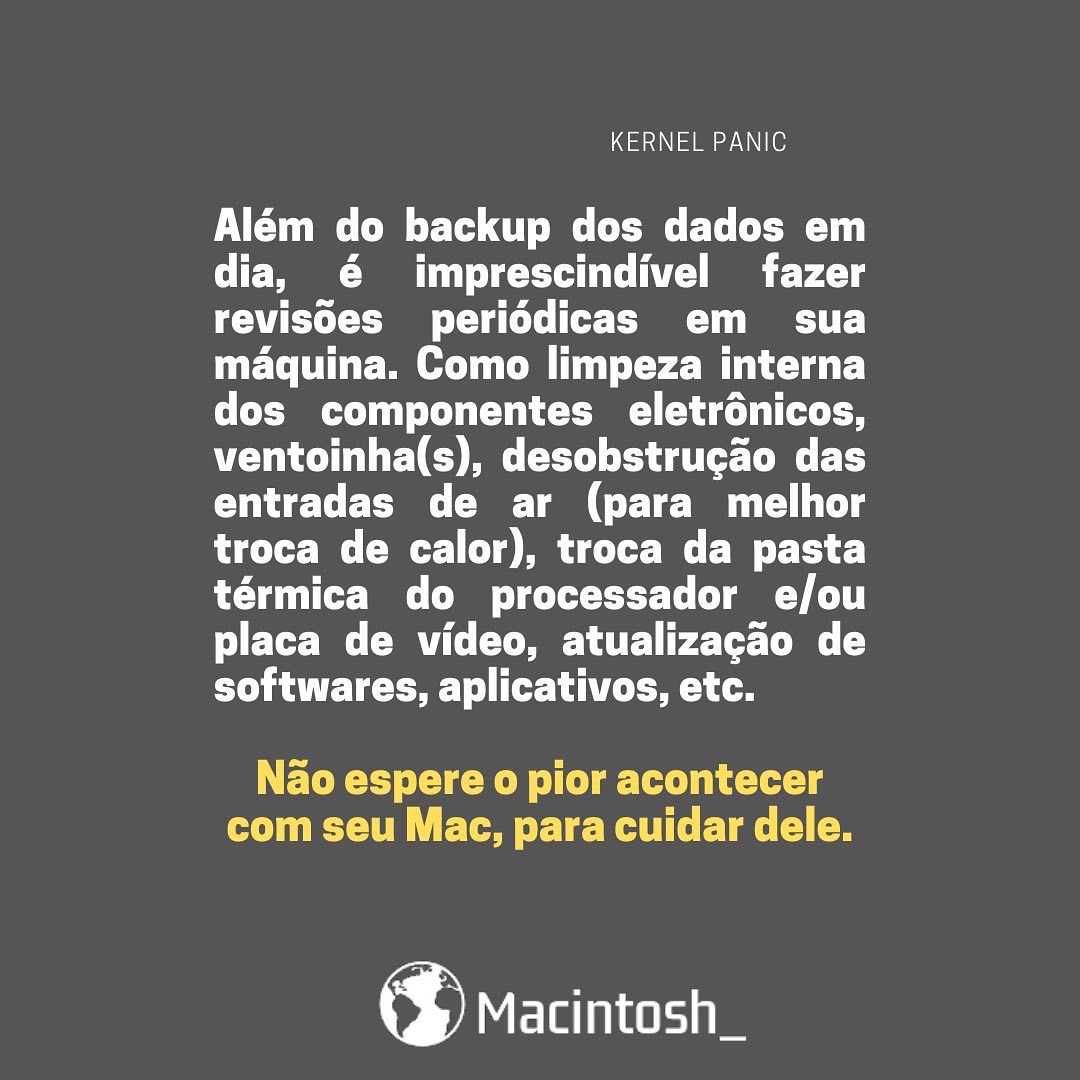 KERNEL PANIC
Além do backup dos dados em
dia, é imprescindível fazer
revisões periódicas em sua
máquina. Como limpeza interna
dos componentes eletrônicos,
ventoinha(s), desobstrução das
entradas de ar (para melhor
troca de calor), troca da pasta
térmica do processador e/ou
placa de vídeo, atualização de
softwares, aplicativos, etc.
Não espere o pior acontecer
com seu Mac, para cuidar dele.
Macintosh_